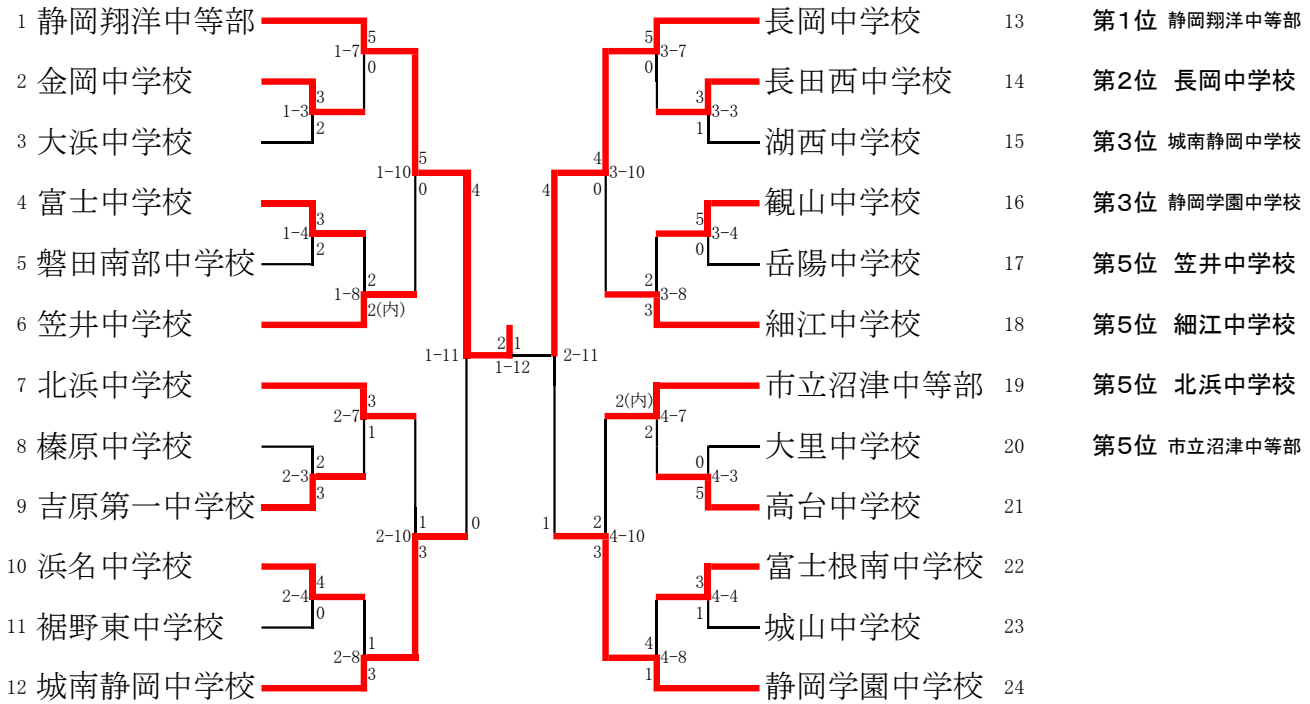 1 静岡翔洋中等部
5
1-7
0
2 金岡中学校
3
1-3
2
3 大浜中学校
5
1-10
0
4
4 富士中学校
3
1-4
2
5 磐田南部中学校
2
1-8
2(内)
6 笠井中学校
1-11
2 1
1-12
2-11
7 北浜中学校
3
2-7
1
8 榛原中学校
2
2-3
3
9 吉原第一中学校
1
2-10
3
0
10 浜名中学校
4
2-4
0
11 裾野東中学校
1
2-8
3
12 城南静岡中学校
長岡中学校 13
5
3-7
0
長田西中学校 14
3
3-3
1
湖西中学校 15
4
3-10
0
4
観山中学校 16
5
3-4
0
岳陽中学校 17
2
3-8
3
細江中学校 18
市立沼津中等部 19
2(内)
4-7
2
大里中学校 20
0
4-3
5
高台中学校 21
2
4-10
3
1
富士根南中学校 22
3
4-4
1
城山中学校 23
4
4-8
1
静岡学園中学校 24
第1位 静岡翔洋中等部
第2位 長岡中学校
第3位 城南静岡中学校
第3位 静岡学園中学校
第5位 笠井中学校
第5位 細江中学校
第5位 北浜中学校
第5位 市立沼津中等部